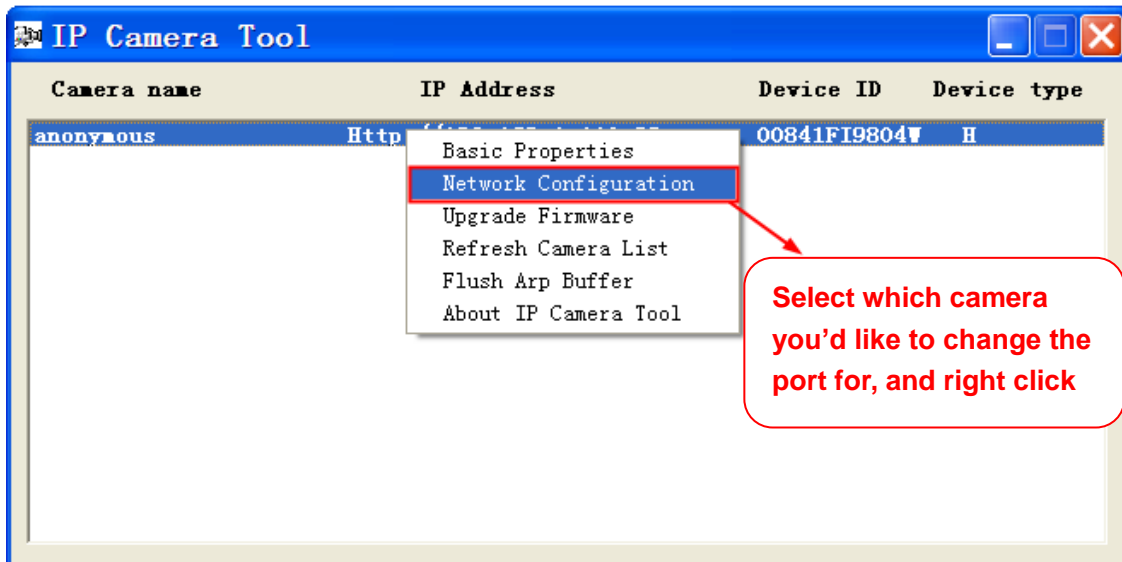 IP Camera Tool
Camera name IP Address Device ID Device type
anonymous Http 00841FI9804W H
Basic Properties
Network Configuration
Upgrade Firmware
Refresh Camera List
Flush Arp Buffer
About IP Camera Tool
Select which camera
you’d like to change the
port for, and right click